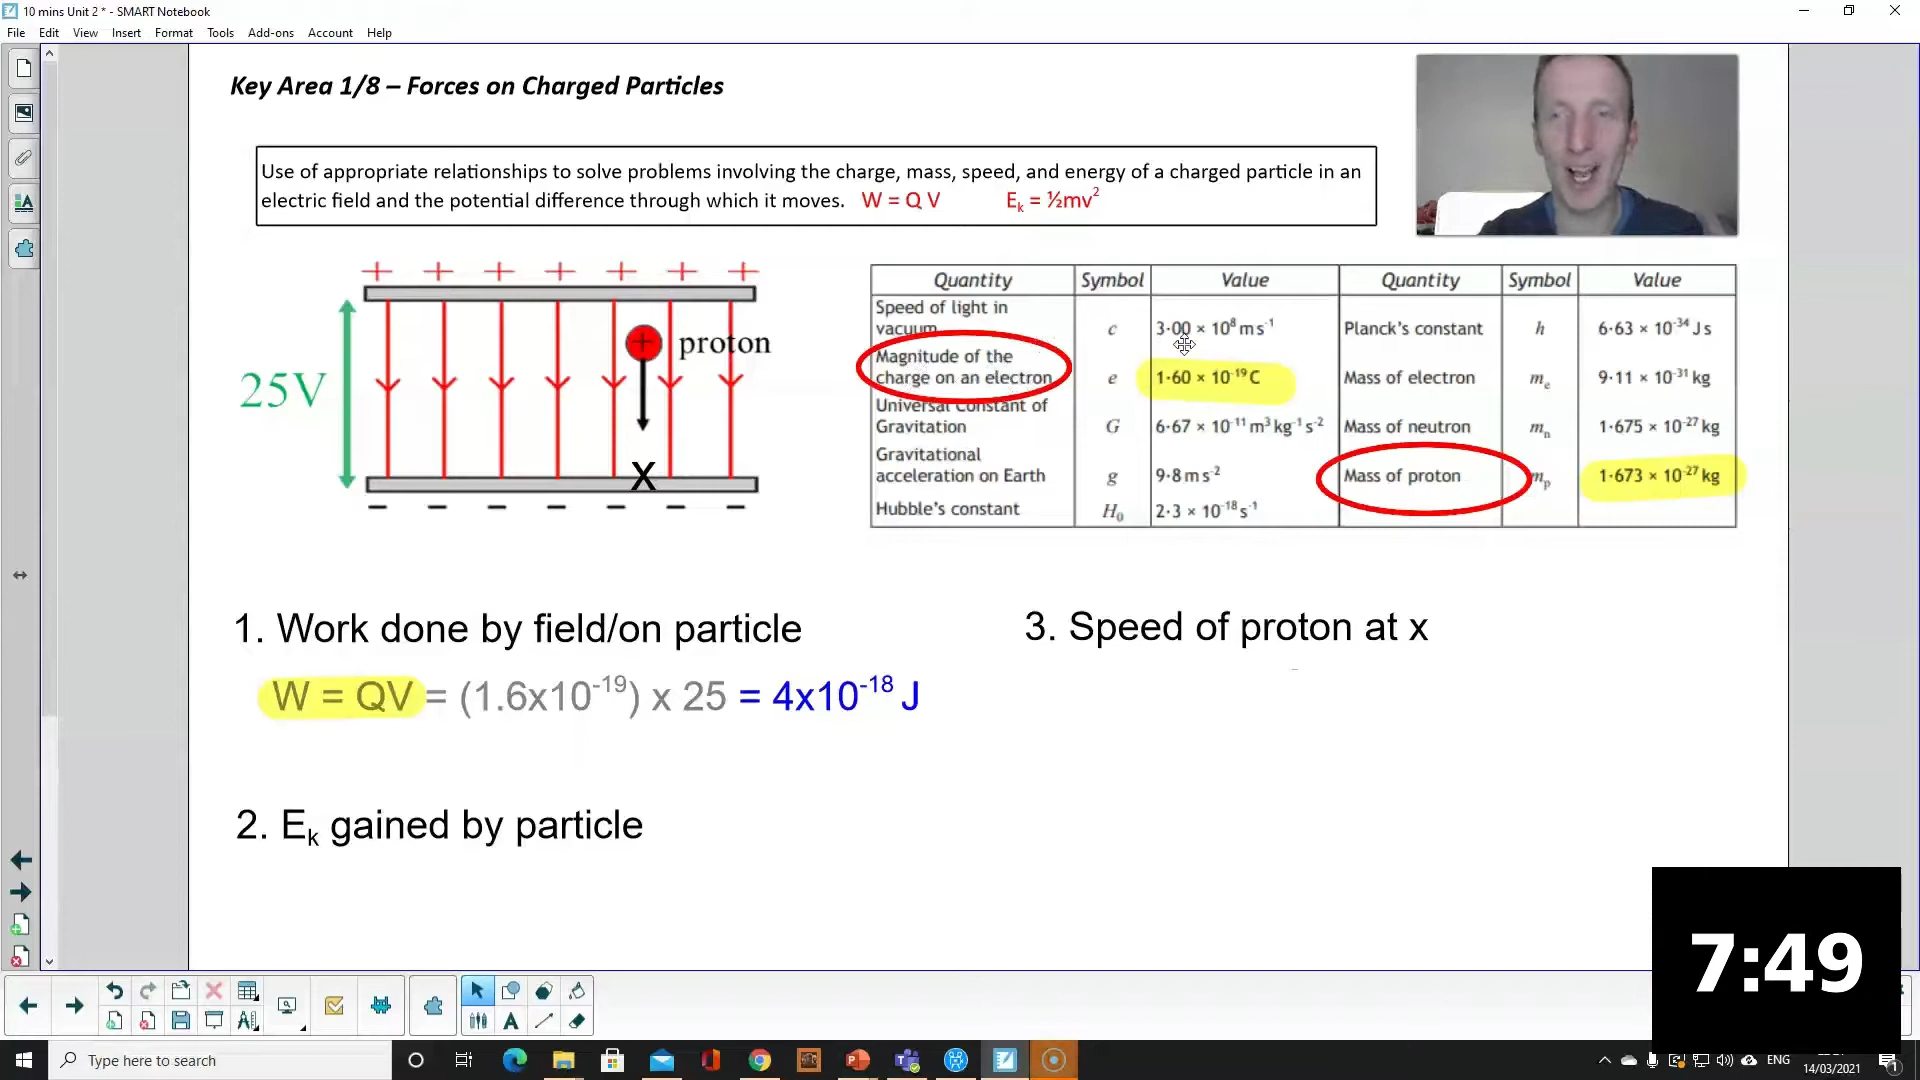 10 mins Unit 2 * - SMART Notebook
File Edit View Insert Format Tools Add-ons Account Help
Key Area 1/8 – Forces on Charged Particles
Use of appropriate relationships to solve problems involving the charge, mass, speed, and energy of a charged particle in an
electric field and the potential difference through which it moves. W = Q V Eₖ = ½mv²
+ + + + + + +
+ proton
25V
X
– – – – – – –
Quantity Symbol Value Quantity Symbol Value
Speed of light in
vacuum c 3·00 × 10⁸ m s⁻¹ Planck's constant h 6·63 × 10⁻³⁴ J s
Magnitude of the
charge on an electron e 1·60 × 10⁻¹⁹ C Mass of electron mₑ 9·11 × 10⁻³¹ kg
Universal Constant of
Gravitation G 6·67 × 10⁻¹¹ m³ kg⁻¹ s⁻² Mass of neutron mₙ 1·675 × 10⁻²⁷ kg
Gravitational
acceleration on Earth g 9·8 m s⁻² Mass of proton mₚ 1·673 × 10⁻²⁷ kg
Hubble's constant H₀ 2·3 × 10⁻¹⁸ s⁻¹
1. Work done by field/on particle
W = QV = (1.6x10⁻¹⁹) x 25 = 4x10⁻¹⁸ J
2. Eₖ gained by particle
3. Speed of proton at x
7:49
Type here to search
ENG
14/03/2021
1